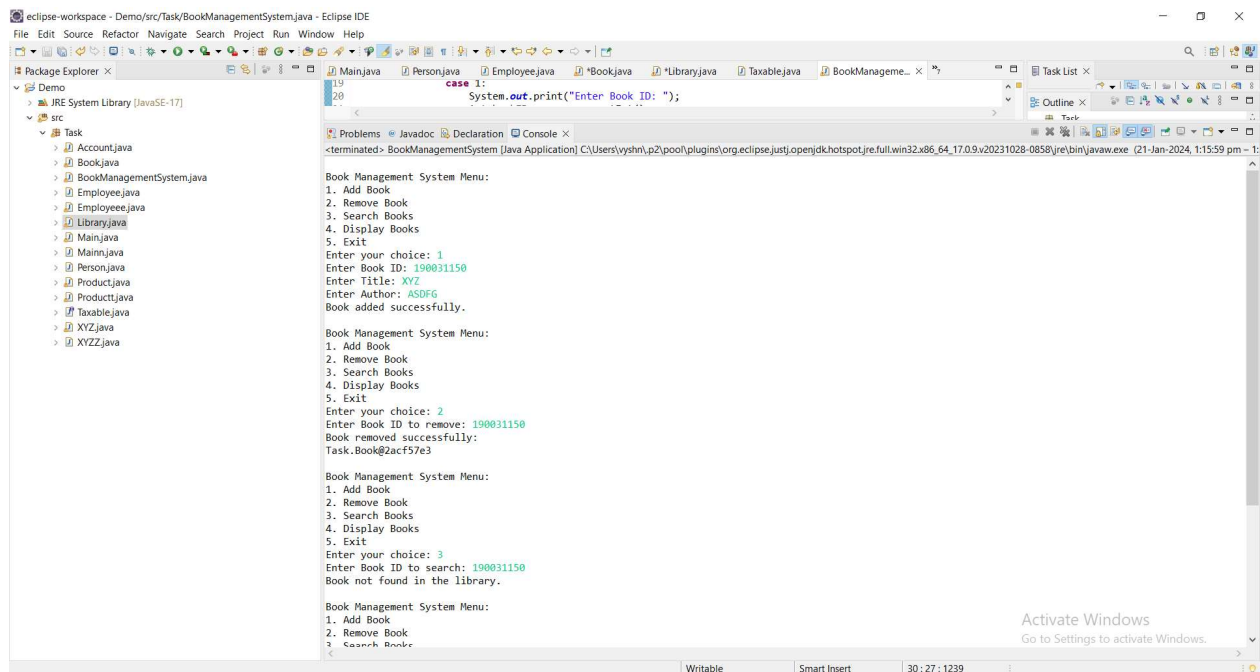 eclipse-workspace - Demo/src/Task/BookManagementSystem.java - Eclipse IDE
File Edit Source Refactor Navigate Search Project Run Window Help
Package Explorer
Demo
JRE System Library [JavaSE-17]
src
Task
Account.java
Book.java
BookManagementSystem.java
Employee.java
Employeee.java
Library.java
Main.java
Mainn.java
Person.java
Product.java
Productt.java
Taxable.java
XYZ.java
XYZZ.java
Main.java Person.java Employee.java *Book.java *Library.java Taxable.java BookManageme... »7
19 case 1:
20 System.out.print("Enter Book ID: ");
Task List
Outline
Task
Problems Javadoc Declaration Console
<terminated> BookManagementSystem [Java Application] C:\Users\vyshn\.p2\pool\plugins\org.eclipse.justj.openjdk.hotspot.jre.full.win32.x86_64_17.0.9.v20231028-0858\jre\bin\javaw.exe (21-Jan-2024, 1:15:59 pm – 1:
Book Management System Menu:
1. Add Book
2. Remove Book
3. Search Books
4. Display Books
5. Exit
Enter your choice: 1
Enter Book ID: 190031150
Enter Title: XYZ
Enter Author: ASDFG
Book added successfully.
Book Management System Menu:
1. Add Book
2. Remove Book
3. Search Books
4. Display Books
5. Exit
Enter your choice: 2
Enter Book ID to remove: 190031150
Book removed successfully:
Task.Book@2acf57e3
Book Management System Menu:
1. Add Book
2. Remove Book
3. Search Books
4. Display Books
5. Exit
Enter your choice: 3
Enter Book ID to search: 190031150
Book not found in the library.
Book Management System Menu:
1. Add Book
2. Remove Book
3. Search Books
Activate Windows
Go to Settings to activate Windows.
Writable Smart Insert 30 : 27 : 1239